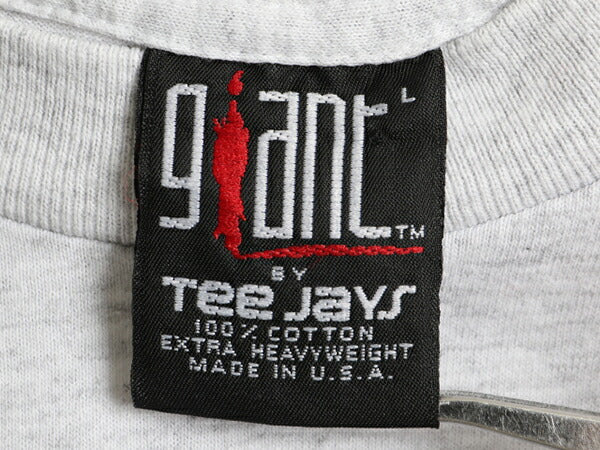 giant L
TM
BY
Tee Jays
100% COTTON
EXTRA HEAVYWEIGHT
MADE IN U.S.A.